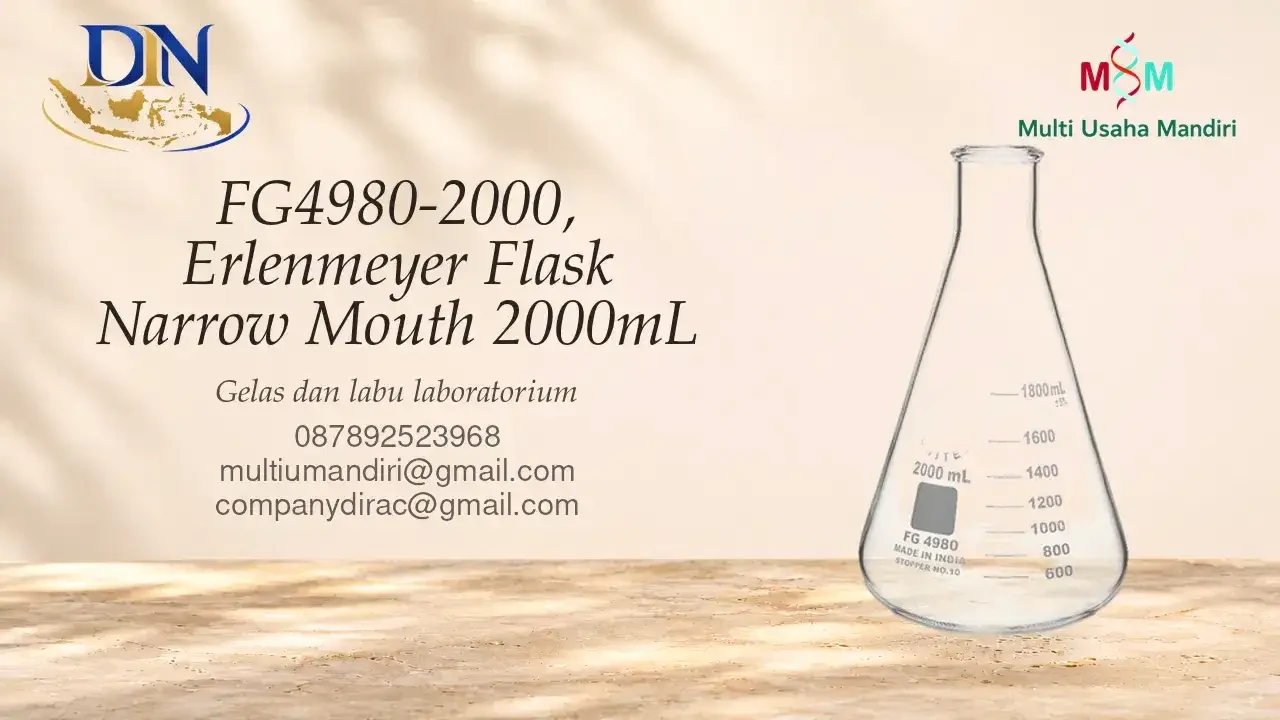 DIN
MSM
Multi Usaha Mandiri
FG4980-2000,
Erlenmeyer Flask
Narrow Mouth 2000mL
Gelas dan labu laboratorium
087892523968
multiumandiri@gmail.com
companydirac@gmail.com
1800mL
1600
1400
1200
1000
800
600
2000 mL
FG 4980
MADE IN INDIA
STOPPER NO.10